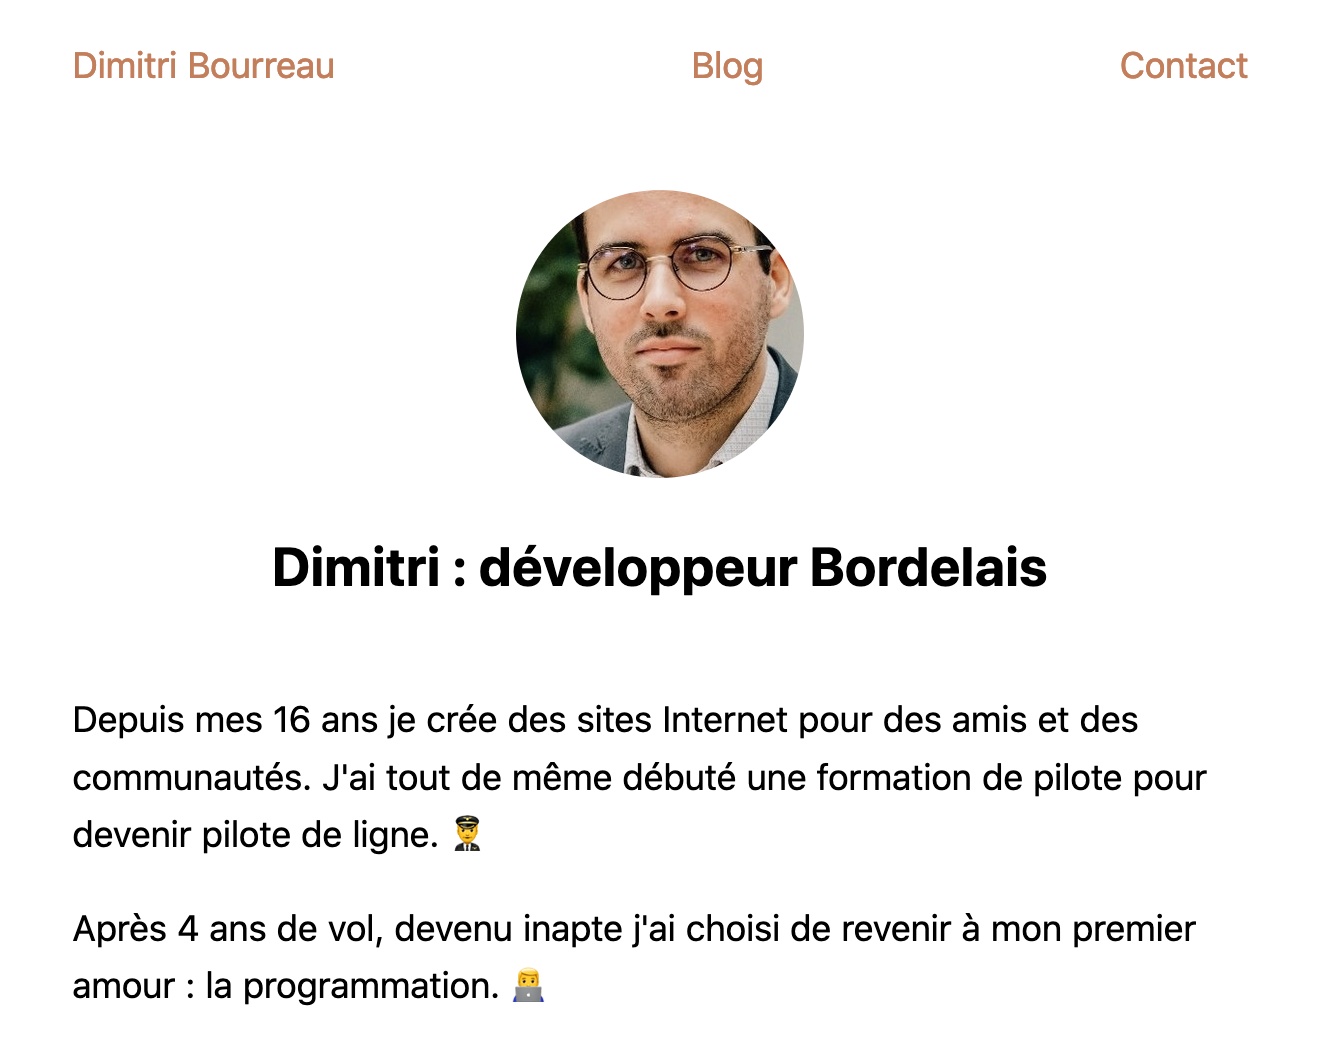 Dimitri Bourreau Blog Contact
Dimitri : développeur Bordelais
Depuis mes 16 ans je crée des sites Internet pour des amis et des
communautés. J'ai tout de même débuté une formation de pilote pour
devenir pilote de ligne. 👨‍✈️
Après 4 ans de vol, devenu inapte j'ai choisi de revenir à mon premier
amour : la programmation. 👨‍💻